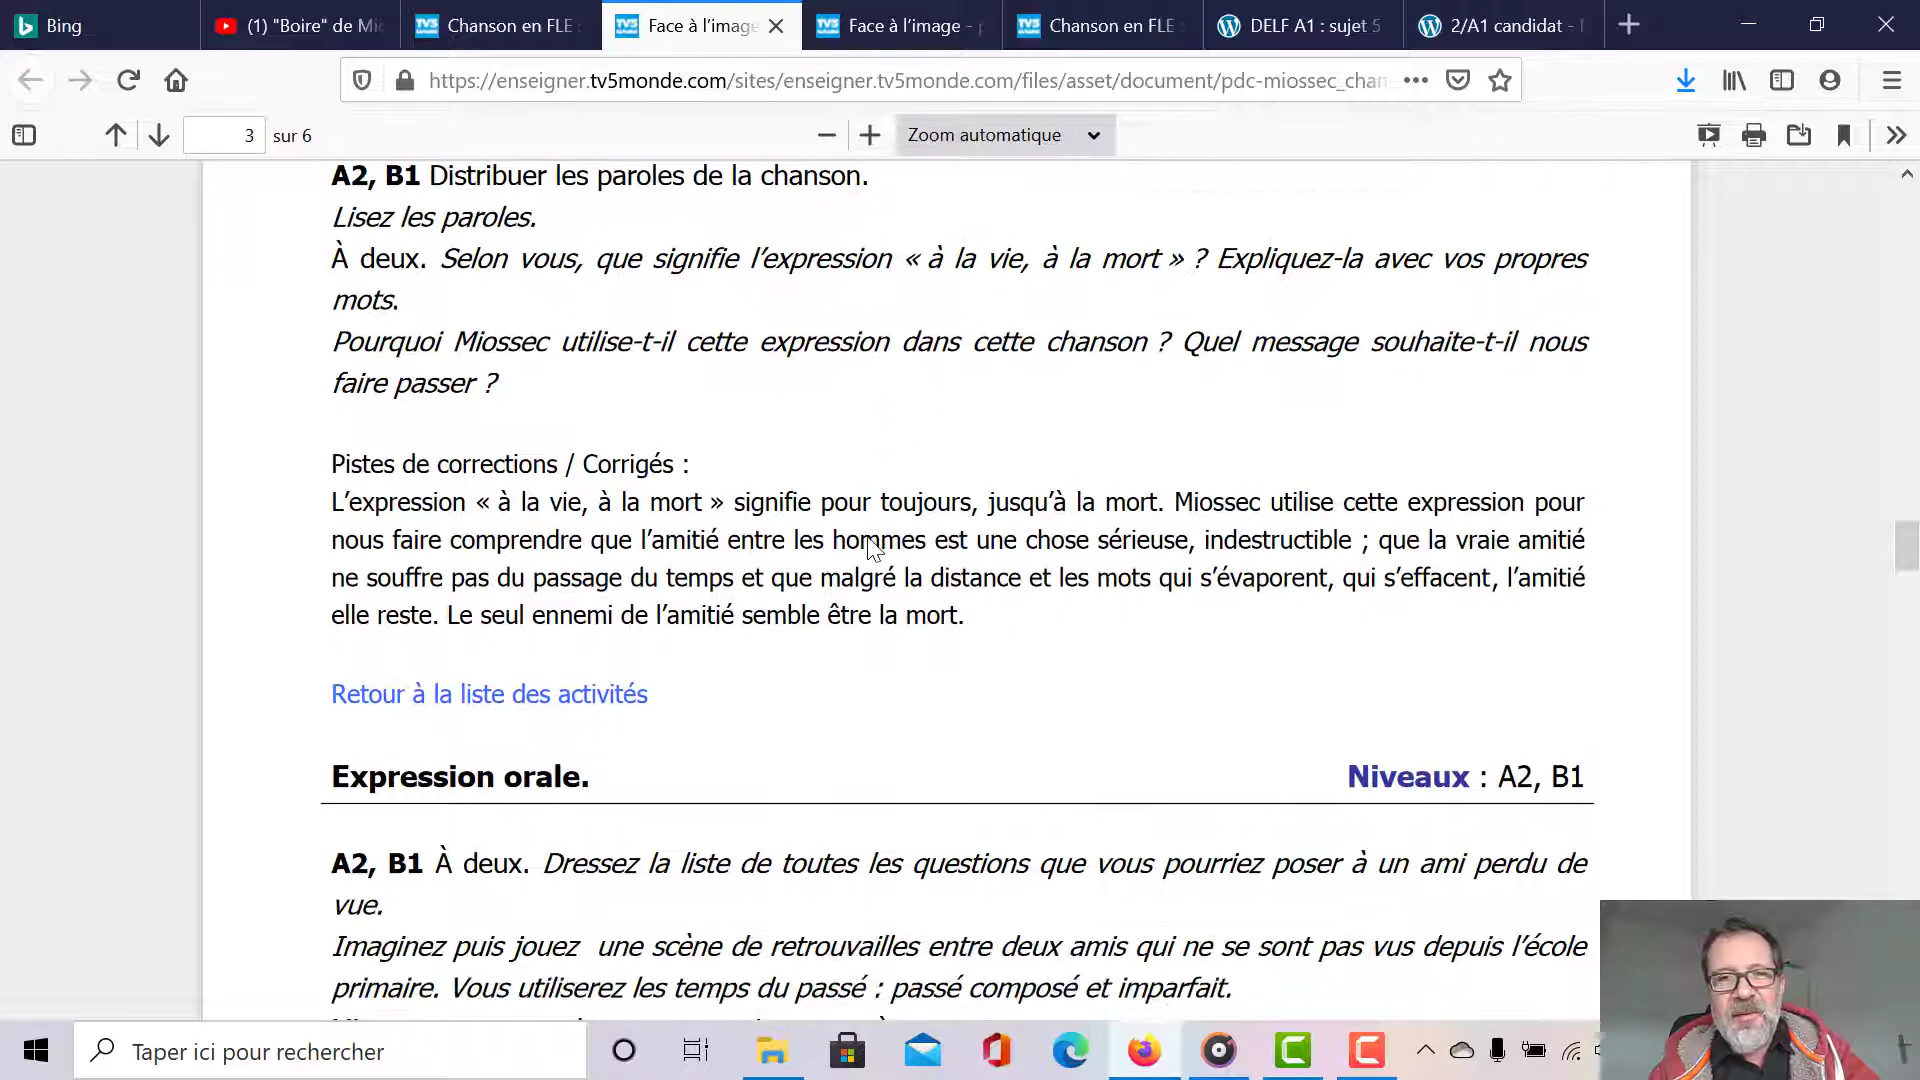 Bing
(1) "Boire" de Mi
Chanson en FLE
Face à l'image
Face à l'image -
Chanson en FLE
DELF A1 : sujet 5
2/A1 candidat -
https://enseigner.tv5monde.com/sites/enseigner.tv5monde.com/files/asset/document/pdc-miossec_chan
3 sur 6
Zoom automatique
A2, B1 Distribuer les paroles de la chanson.
Lisez les paroles.
À deux. Selon vous, que signifie l'expression « à la vie, à la mort » ? Expliquez-la avec vos propres
mots.
Pourquoi Miossec utilise-t-il cette expression dans cette chanson ? Quel message souhaite-t-il nous
faire passer ?
Pistes de corrections / Corrigés :
L'expression « à la vie, à la mort » signifie pour toujours, jusqu'à la mort. Miossec utilise cette expression pour
nous faire comprendre que l'amitié entre les hommes est une chose sérieuse, indestructible ; que la vraie amitié
ne souffre pas du passage du temps et que malgré la distance et les mots qui s'évaporent, qui s'effacent, l'amitié
elle reste. Le seul ennemi de l'amitié semble être la mort.
Retour à la liste des activités
Expression orale. Niveaux : A2, B1
A2, B1 À deux. Dressez la liste de toutes les questions que vous pourriez poser à un ami perdu de
vue.
Imaginez puis jouez une scène de retrouvailles entre deux amis qui ne se sont pas vus depuis l'école
primaire. Vous utiliserez les temps du passé : passé composé et imparfait.
Taper ici pour rechercher